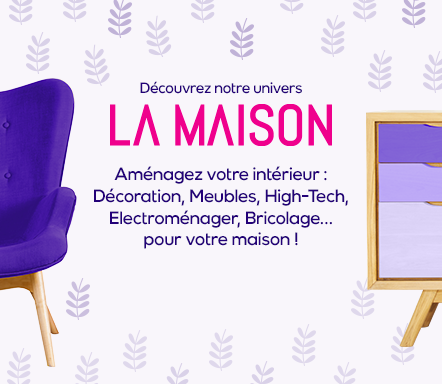 Découvrez notre univers
LA MAISON
Aménagez votre intérieur :
Décoration, Meubles, High-Tech,
Electroménager, Bricolage...
pour votre maison !